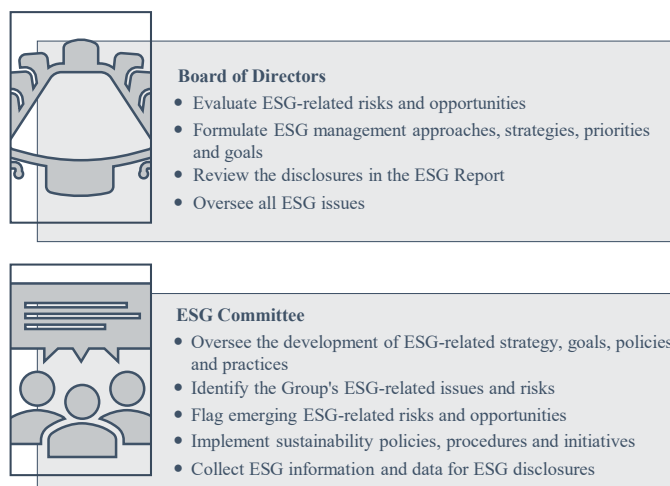 Board of Directors
• Evaluate ESG-related risks and opportunities
• Formulate ESG management approaches, strategies, priorities
and goals
• Review the disclosures in the ESG Report
• Oversee all ESG issues
ESG Committee
• Oversee the development of ESG-related strategy, goals, policies
and practices
• Identify the Group's ESG-related issues and risks
• Flag emerging ESG-related risks and opportunities
• Implement sustainability policies, procedures and initiatives
• Collect ESG information and data for ESG disclosures